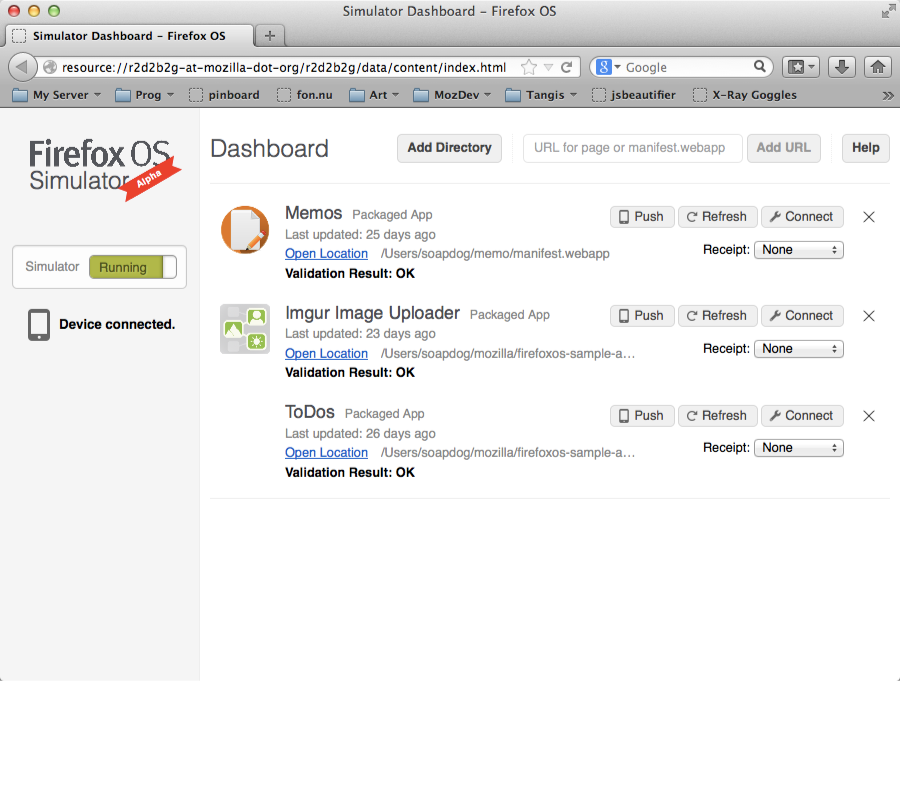 Simulator Dashboard – Firefox OS
Simulator Dashboard – Firefox OS
resource://r2d2b2g-at-mozilla-dot-org/r2d2b2g/data/content/index.html
Google
My Server
Prog
pinboard
fon.nu
Art
MozDev
Tangis
jsbeautifier
X-Ray Goggles
Firefox OS
Simulator
Alpha
Simulator
Running
Device connected.
Dashboard
Add Directory
URL for page or manifest.webapp
Add URL
Help
Memos Packaged App
Push Refresh Connect
Last updated: 25 days ago
Open Location /Users/soapdog/memo/manifest.webapp
Receipt: None
Validation Result: OK
Imgur Image Uploader Packaged App
Push Refresh Connect
Last updated: 23 days ago
Open Location /Users/soapdog/mozilla/firefoxos-sample-a…
Receipt: None
Validation Result: OK
ToDos Packaged App
Push Refresh Connect
Last updated: 26 days ago
Open Location /Users/soapdog/mozilla/firefoxos-sample-a…
Receipt: None
Validation Result: OK